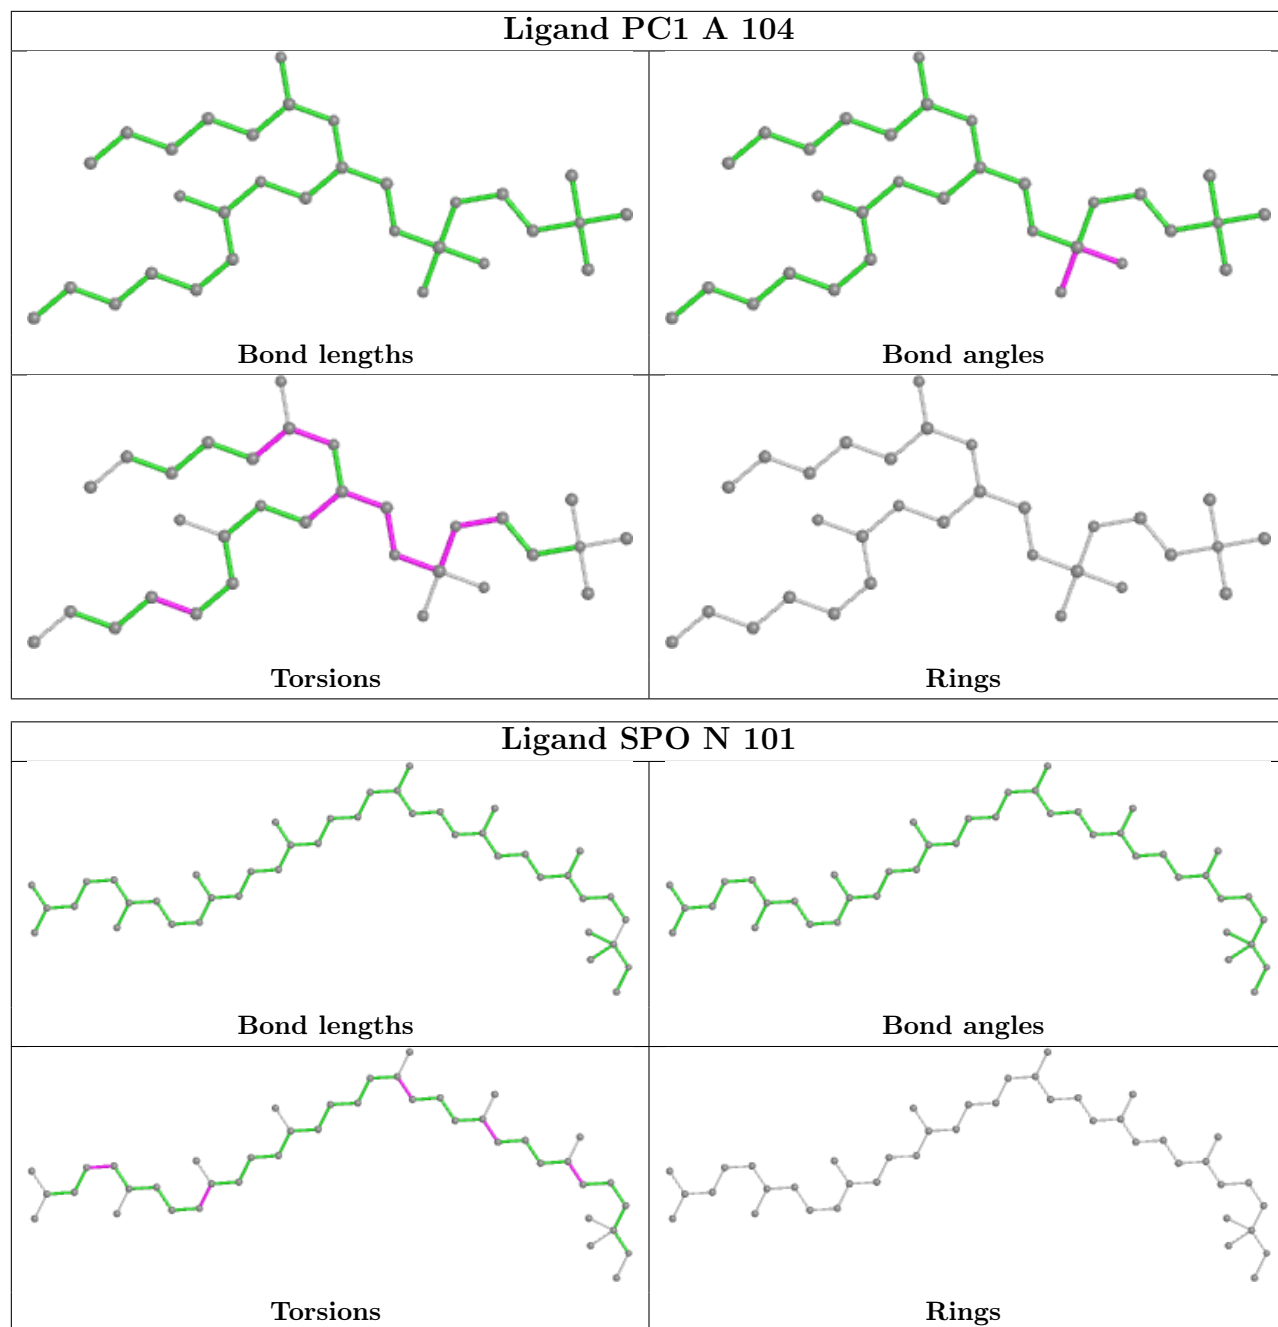 Ligand PC1 A 104
Bond lengths
Bond angles
Torsions
Rings
Ligand SPO N 101
Bond lengths
Bond angles
Torsions
Rings